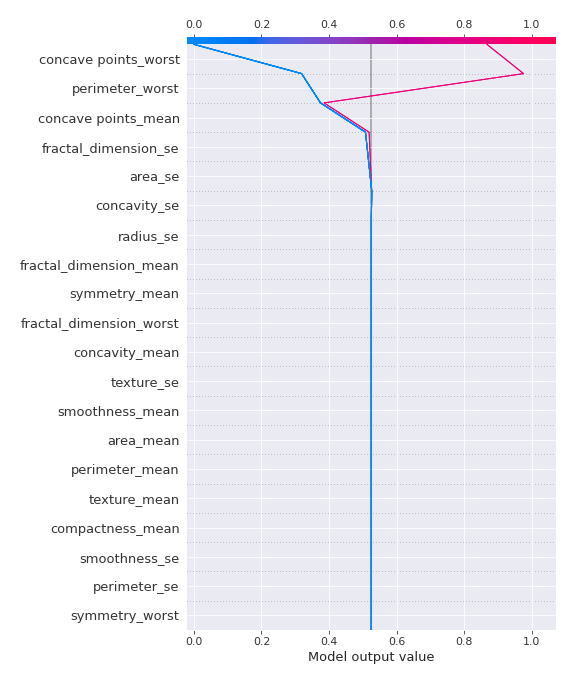 0.0 0.2 0.4 0.6 0.8 1.0
concave points_worst
perimeter_worst
concave points_mean
fractal_dimension_se
area_se
concavity_se
radius_se
fractal_dimension_mean
symmetry_mean
fractal_dimension_worst
concavity_mean
texture_se
smoothness_mean
area_mean
perimeter_mean
texture_mean
compactness_mean
smoothness_se
perimeter_se
symmetry_worst
0.0 0.2 0.4 0.6 0.8 1.0
Model output value